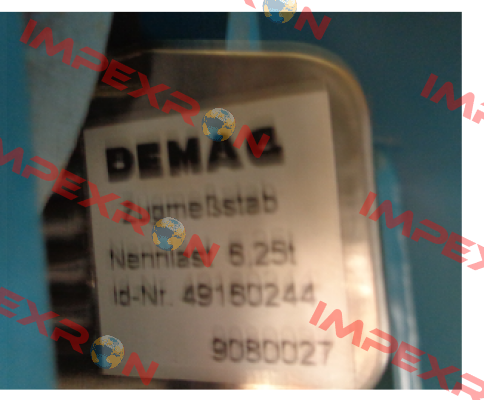 DEMAG
Zugmeßstab
Nennlast 6.25t
Id-Nr. 49160244
9080027
IMPEXRON
IMPEXRON
IMPEXRON
IMPEXRON